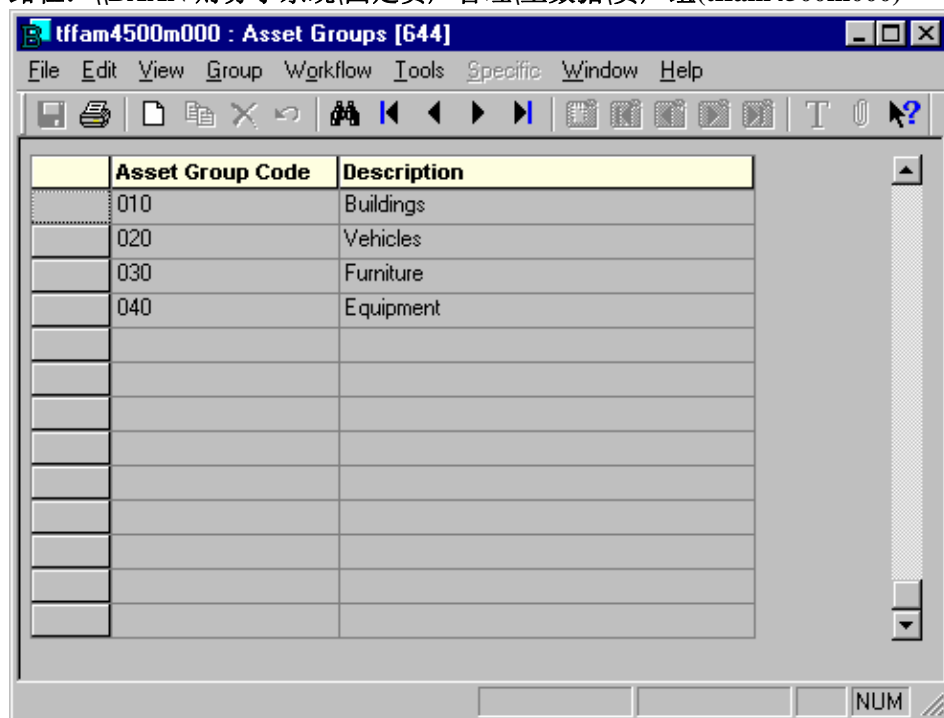 tffam4500m000 : Asset Groups [644]
File Edit View Group Workflow Tools Specific Window Help
Asset Group Code Description
010 Buildings
020 Vehicles
030 Furniture
040 Equipment
NUM